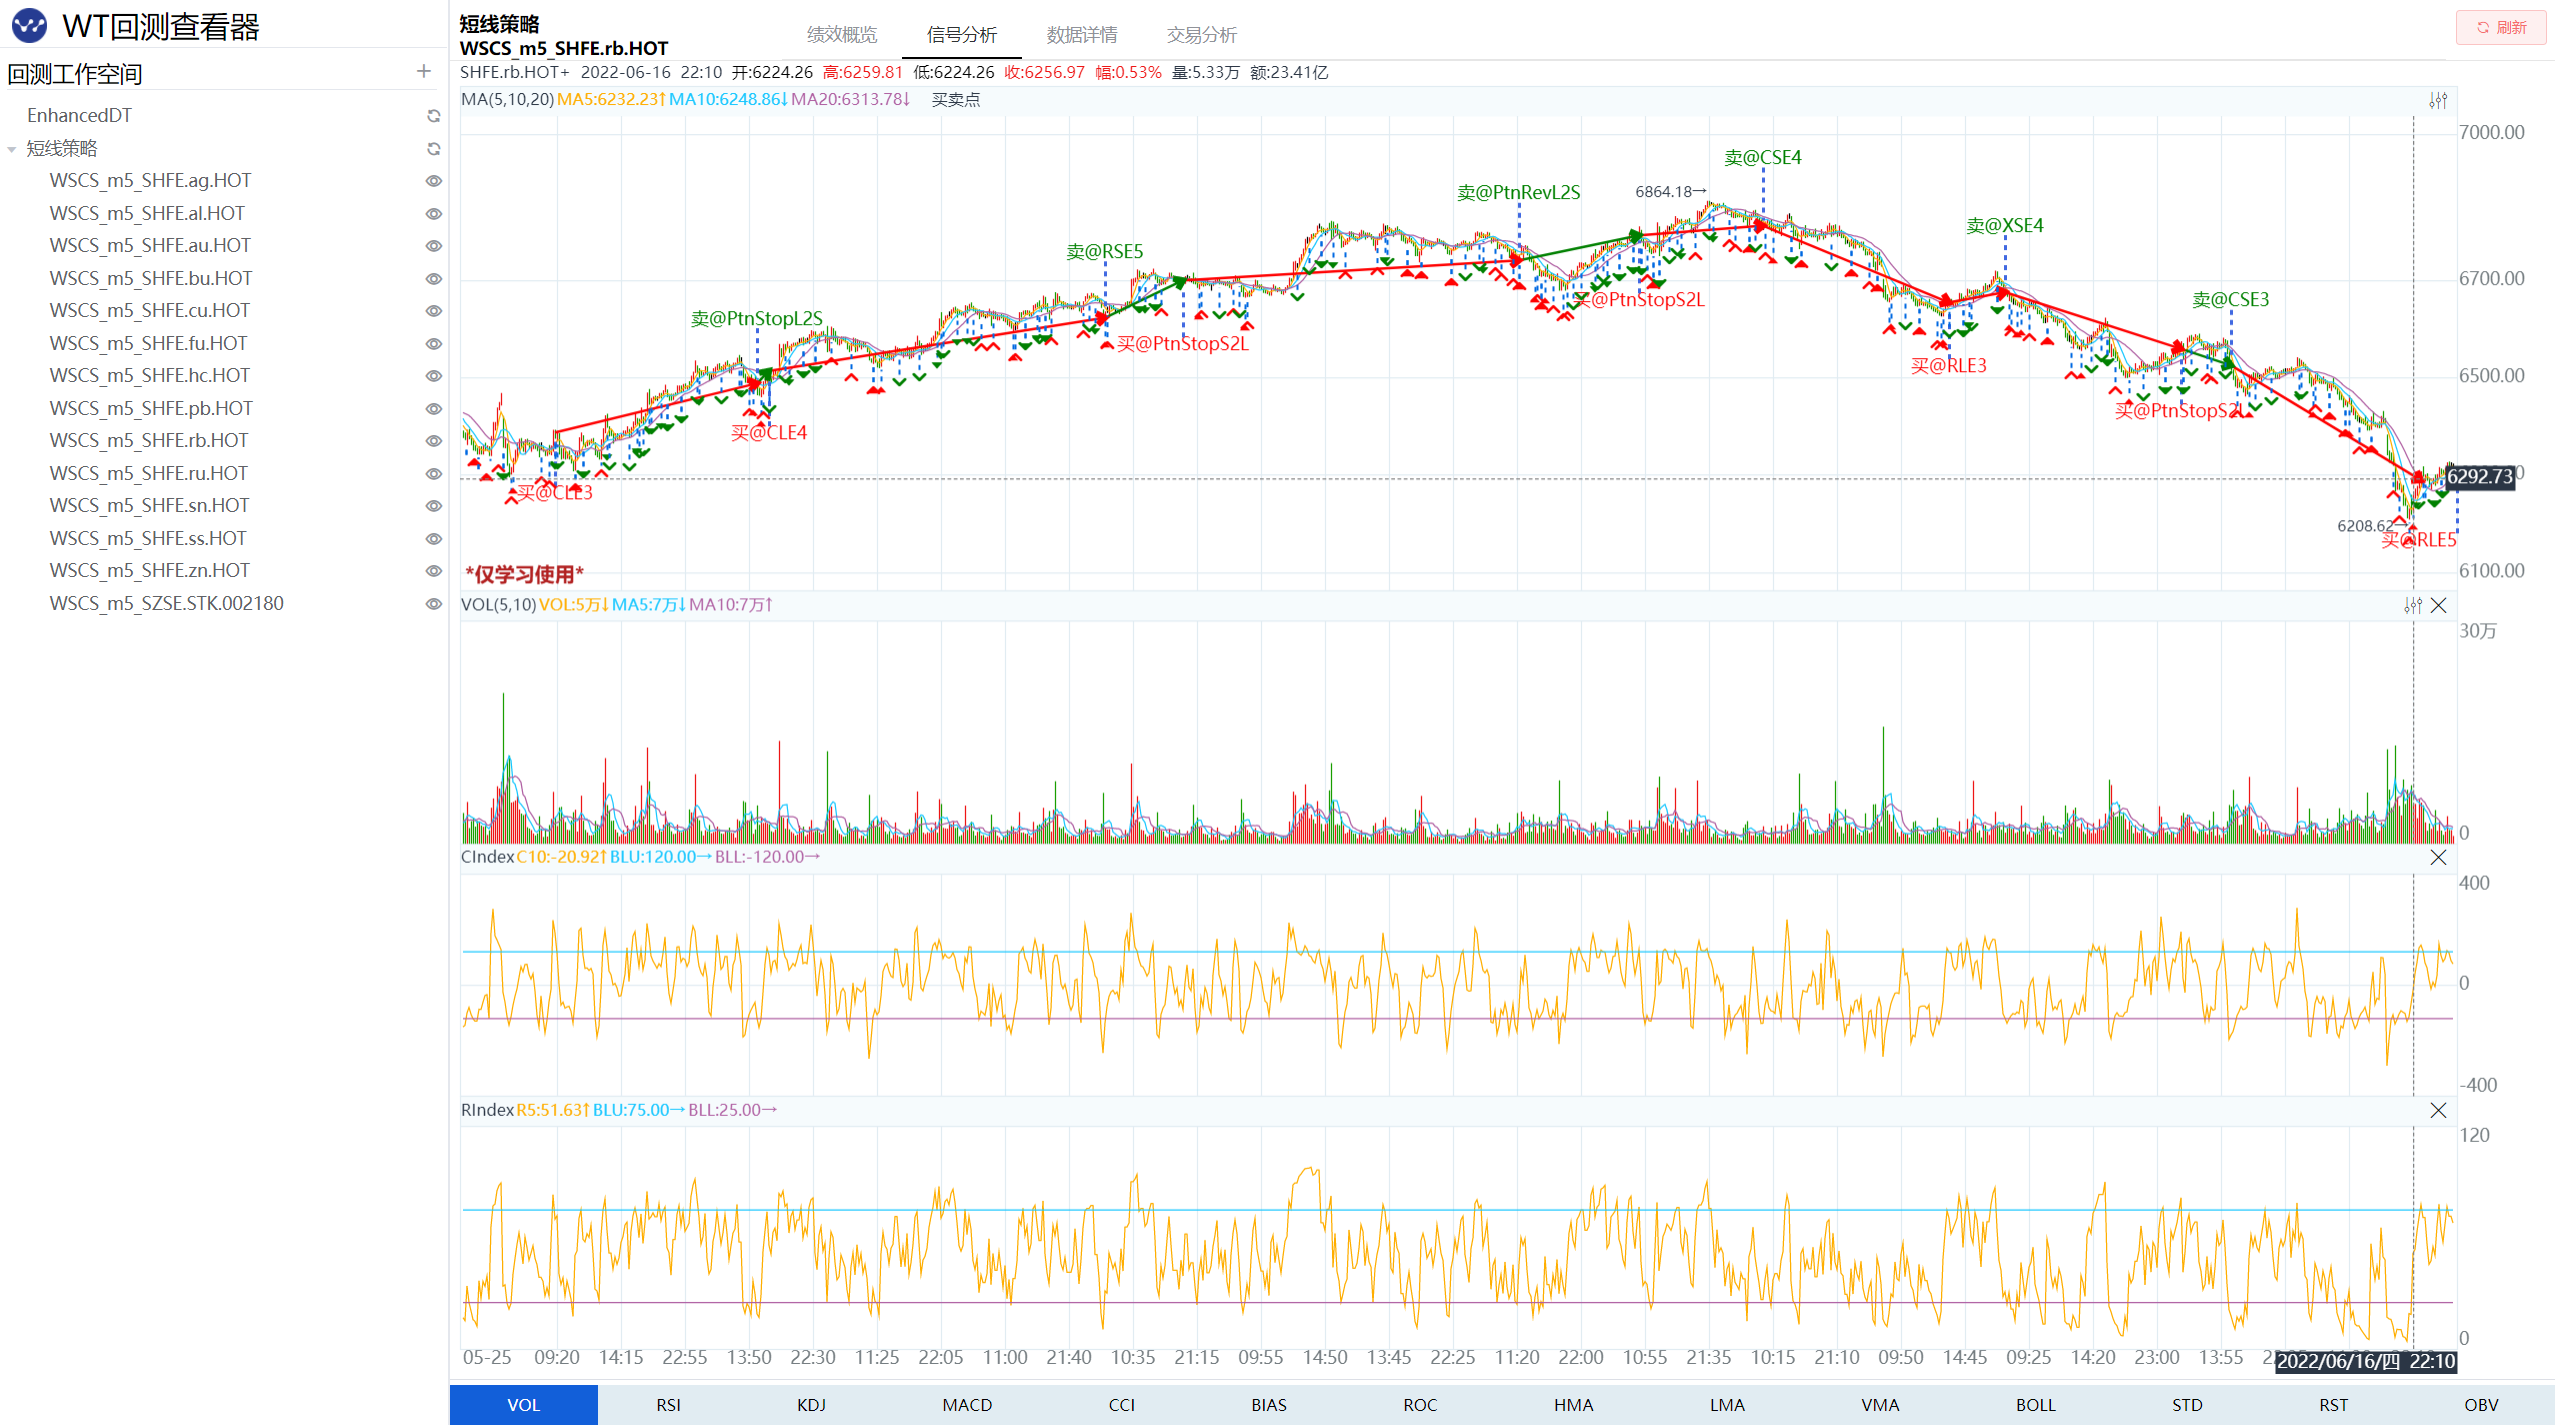 WT回测查看器
回测工作空间
EnhancedDT
短线策略
WSCS_m5_SHFE.ag.HOT
WSCS_m5_SHFE.al.HOT
WSCS_m5_SHFE.au.HOT
WSCS_m5_SHFE.bu.HOT
WSCS_m5_SHFE.cu.HOT
WSCS_m5_SHFE.fu.HOT
WSCS_m5_SHFE.hc.HOT
WSCS_m5_SHFE.pb.HOT
WSCS_m5_SHFE.rb.HOT
WSCS_m5_SHFE.ru.HOT
WSCS_m5_SHFE.sn.HOT
WSCS_m5_SHFE.ss.HOT
WSCS_m5_SHFE.zn.HOT
WSCS_m5_SZSE.STK.002180
短线策略
WSCS_m5_SHFE.rb.HOT
绩效概览 信号分析 数据详情 交易分析
刷新
SHFE.rb.HOT+ 2022-06-16 22:10 开:6224.26 高:6259.81 低:6224.26 收:6256.97 幅:0.53% 量:5.33万 额:23.41亿
MA(5,10,20) MA5:6232.23↑ MA10:6248.86↓ MA20:6313.78↓ 买卖点
7000.00
卖@CSE4
卖@PtnRevL2S
6864.18→
卖@XSE4
卖@RSE5
6700.00
买@PtnStopS2L
卖@CSE3
卖@PtnStopL2S
买@PtnStopS2L
买@RLE3
6500.00
买@PtnStopS2L
买@CLE4
6292.73
买@CLE3
6208.62→
买@RLE5
*仅学习使用*
6100.00
VOL(5,10) VOL:5万↓ MA5:7万↓ MA10:7万↑
30万
0
CIndex C10:-20.92↑ BLU:120.00→ BLL:-120.00→
400
0
-400
RIndex R5:51.63↑ BLU:75.00→ BLL:25.00→
120
0
05-25 09:20 14:15 22:55 13:50 22:30 11:25 22:05 11:00 21:40 10:35 21:15 09:55 14:50 13:45 22:25 11:20 22:00 10:55 21:35 10:15 21:10 09:50 14:45 09:25 14:20 23:00 13:55 2022/06/16/四 22:10
VOL RSI KDJ MACD CCI BIAS ROC HMA LMA VMA BOLL STD RST OBV